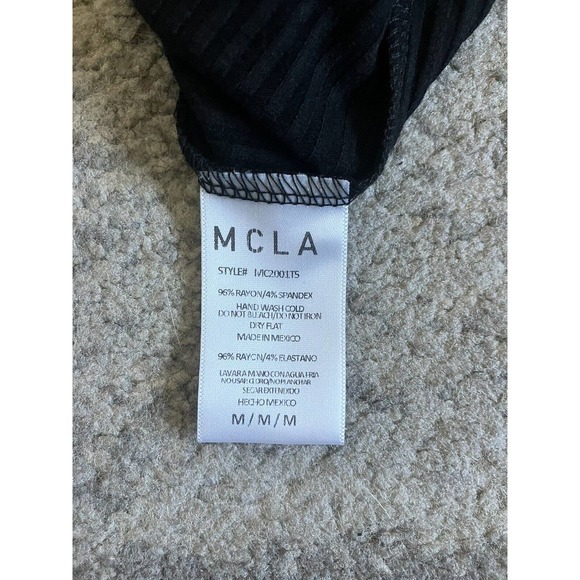 MCLA
STYLE# MC2001TS
96% RAYON/4% SPANDEX
HAND WASH COLD
DO NOT BLEACH/DO NOT IRON
DRY FLAT
MADE IN MEXICO
96% RAYON/4% ELASTANO
LAVAR A MANO CON AGUA FRIA
NO USAR CLORO/NO PLANCHAR
SECAR EXTENDIDO
HECHO MEXICO
M / M / M